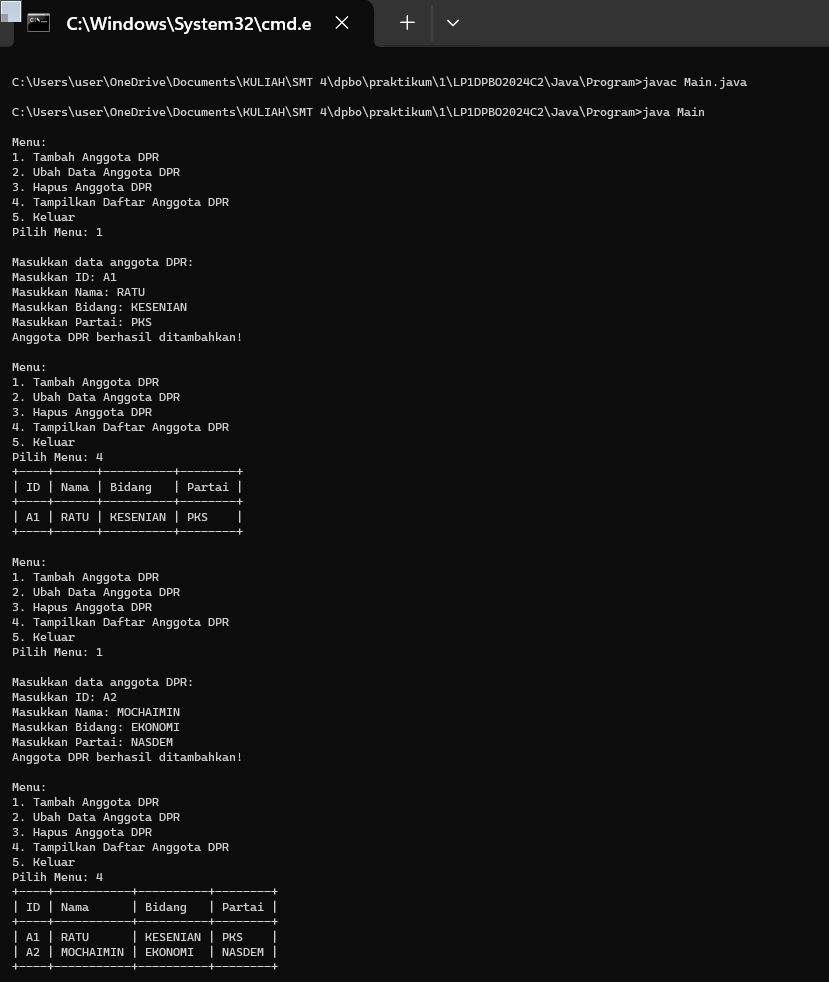 C:\Windows\System32\cmd.e
C:\Users\user\OneDrive\Documents\KULIAH\SMT 4\dpbo\praktikum\1\LP1DPBO2024C2\Java\Program>javac Main.java
C:\Users\user\OneDrive\Documents\KULIAH\SMT 4\dpbo\praktikum\1\LP1DPBO2024C2\Java\Program>java Main
Menu:
1. Tambah Anggota DPR
2. Ubah Data Anggota DPR
3. Hapus Anggota DPR
4. Tampilkan Daftar Anggota DPR
5. Keluar
Pilih Menu: 1
Masukkan data anggota DPR:
Masukkan ID: A1
Masukkan Nama: RATU
Masukkan Bidang: KESENIAN
Masukkan Partai: PKS
Anggota DPR berhasil ditambahkan!
Menu:
1. Tambah Anggota DPR
2. Ubah Data Anggota DPR
3. Hapus Anggota DPR
4. Tampilkan Daftar Anggota DPR
5. Keluar
Pilih Menu: 4
+----+------+----------+--------+
| ID | Nama | Bidang   | Partai |
+----+------+----------+--------+
| A1 | RATU | KESENIAN | PKS    |
+----+------+----------+--------+
Menu:
1. Tambah Anggota DPR
2. Ubah Data Anggota DPR
3. Hapus Anggota DPR
4. Tampilkan Daftar Anggota DPR
5. Keluar
Pilih Menu: 1
Masukkan data anggota DPR:
Masukkan ID: A2
Masukkan Nama: MOCHAIMIN
Masukkan Bidang: EKONOMI
Masukkan Partai: NASDEM
Anggota DPR berhasil ditambahkan!
Menu:
1. Tambah Anggota DPR
2. Ubah Data Anggota DPR
3. Hapus Anggota DPR
4. Tampilkan Daftar Anggota DPR
5. Keluar
Pilih Menu: 4
+----+-----------+----------+--------+
| ID | Nama      | Bidang   | Partai |
+----+-----------+----------+--------+
| A1 | RATU      | KESENIAN | PKS    |
| A2 | MOCHAIMIN | EKONOMI  | NASDEM |
+----+-----------+----------+--------+